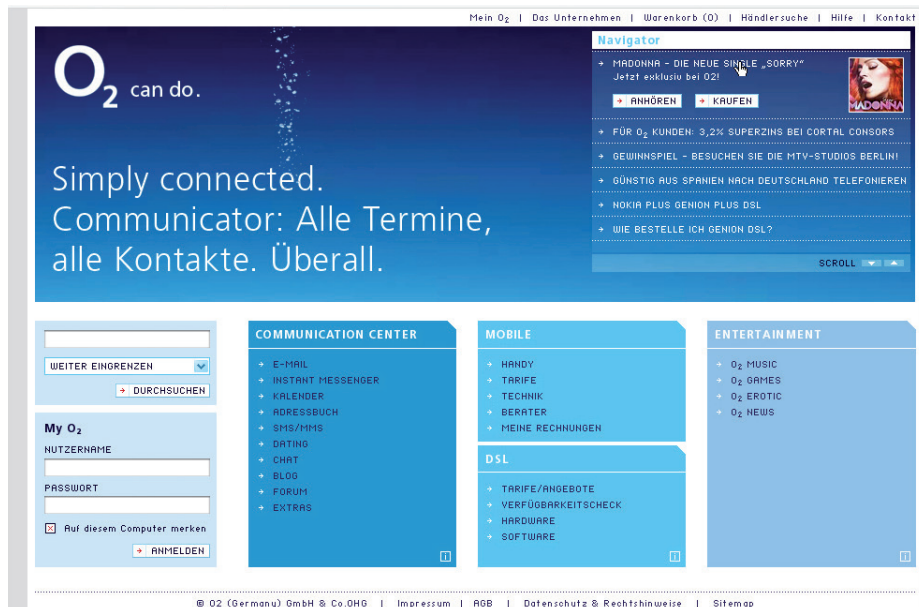 Mein O₂ | Das Unternehmen | Warenkorb (0) | Händlersuche | Hilfe | Kontakt
O₂ can do.
Simply connected.
Communicator: Alle Termine,
alle Kontakte. Überall.
Navigator
MADONNA - DIE NEUE SINGLE „SORRY“
Jetzt exklusiv bei O2!
ANHÖREN KAUFEN
MADONNA
FÜR O₂ KUNDEN: 3,2% SUPERZINS BEI CORTAL CONSORS
GEWINNSPIEL - BESUCHEN SIE DIE MTV-STUDIOS BERLIN!
GÜNSTIG AUS SPANIEN NACH DEUTSCHLAND TELEFONIEREN
NOKIA PLUS GENION PLUS DSL
WIE BESTELLE ICH GENION DSL?
SCROLL
WEITER EINGRENZEN
DURCHSUCHEN
My O₂
NUTZERNAME
PASSWORT
Auf diesem Computer merken
ANMELDEN
COMMUNICATION CENTER
E-MAIL
INSTANT MESSENGER
KALENDER
ADRESSBUCH
SMS/MMS
DATING
CHAT
BLOG
FORUM
EXTRAS
MOBILE
HANDY
TARIFE
TECHNIK
BERATER
MEINE RECHNUNGEN
DSL
TARIFE/ANGEBOTE
VERFÜGBARKEITSCHECK
HARDWARE
SOFTWARE
ENTERTAINMENT
O₂ MUSIC
O₂ GAMES
O₂ EROTIC
O₂ NEWS
© O2 (Germany) GmbH & Co.OHG | Impressum | AGB | Datenschutz & Rechtshinweise | Sitemap